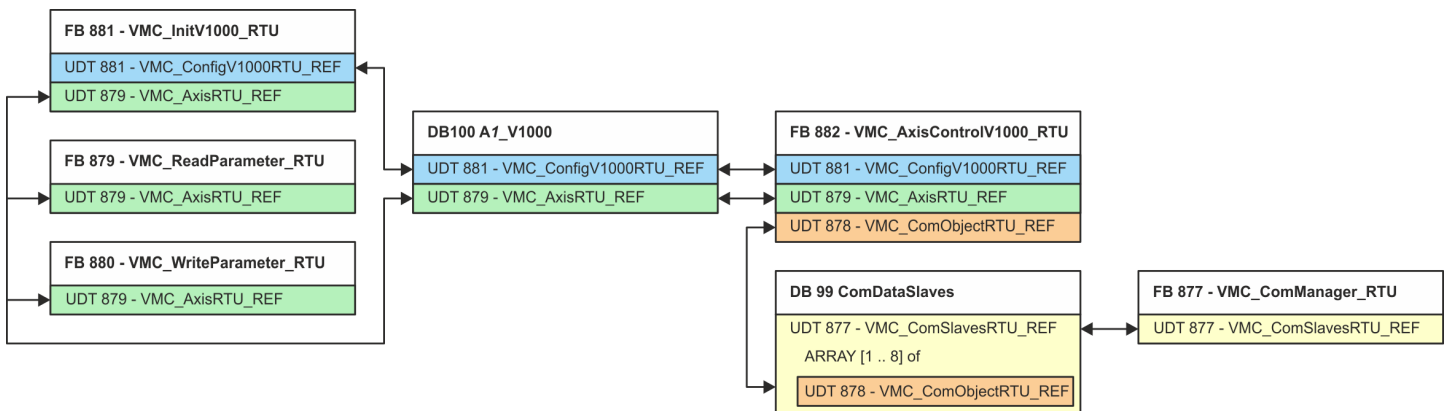 FB 881 - VMC_InitV1000_RTU
UDT 881 - VMC_ConfigV1000RTU_REF
UDT 879 - VMC_AxisRTU_REF
FB 879 - VMC_ReadParameter_RTU
UDT 879 - VMC_AxisRTU_REF
FB 880 - VMC_WriteParameter_RTU
UDT 879 - VMC_AxisRTU_REF
DB100 A1_V1000
UDT 881 - VMC_ConfigV1000RTU_REF
UDT 879 - VMC_AxisRTU_REF
FB 882 - VMC_AxisControlV1000_RTU
UDT 881 - VMC_ConfigV1000RTU_REF
UDT 879 - VMC_AxisRTU_REF
UDT 878 - VMC_ComObjectRTU_REF
DB 99 ComDataSlaves
UDT 877 - VMC_ComSlavesRTU_REF
ARRAY [1 .. 8] of
UDT 878 - VMC_ComObjectRTU_REF
FB 877 - VMC_ComManager_RTU
UDT 877 - VMC_ComSlavesRTU_REF